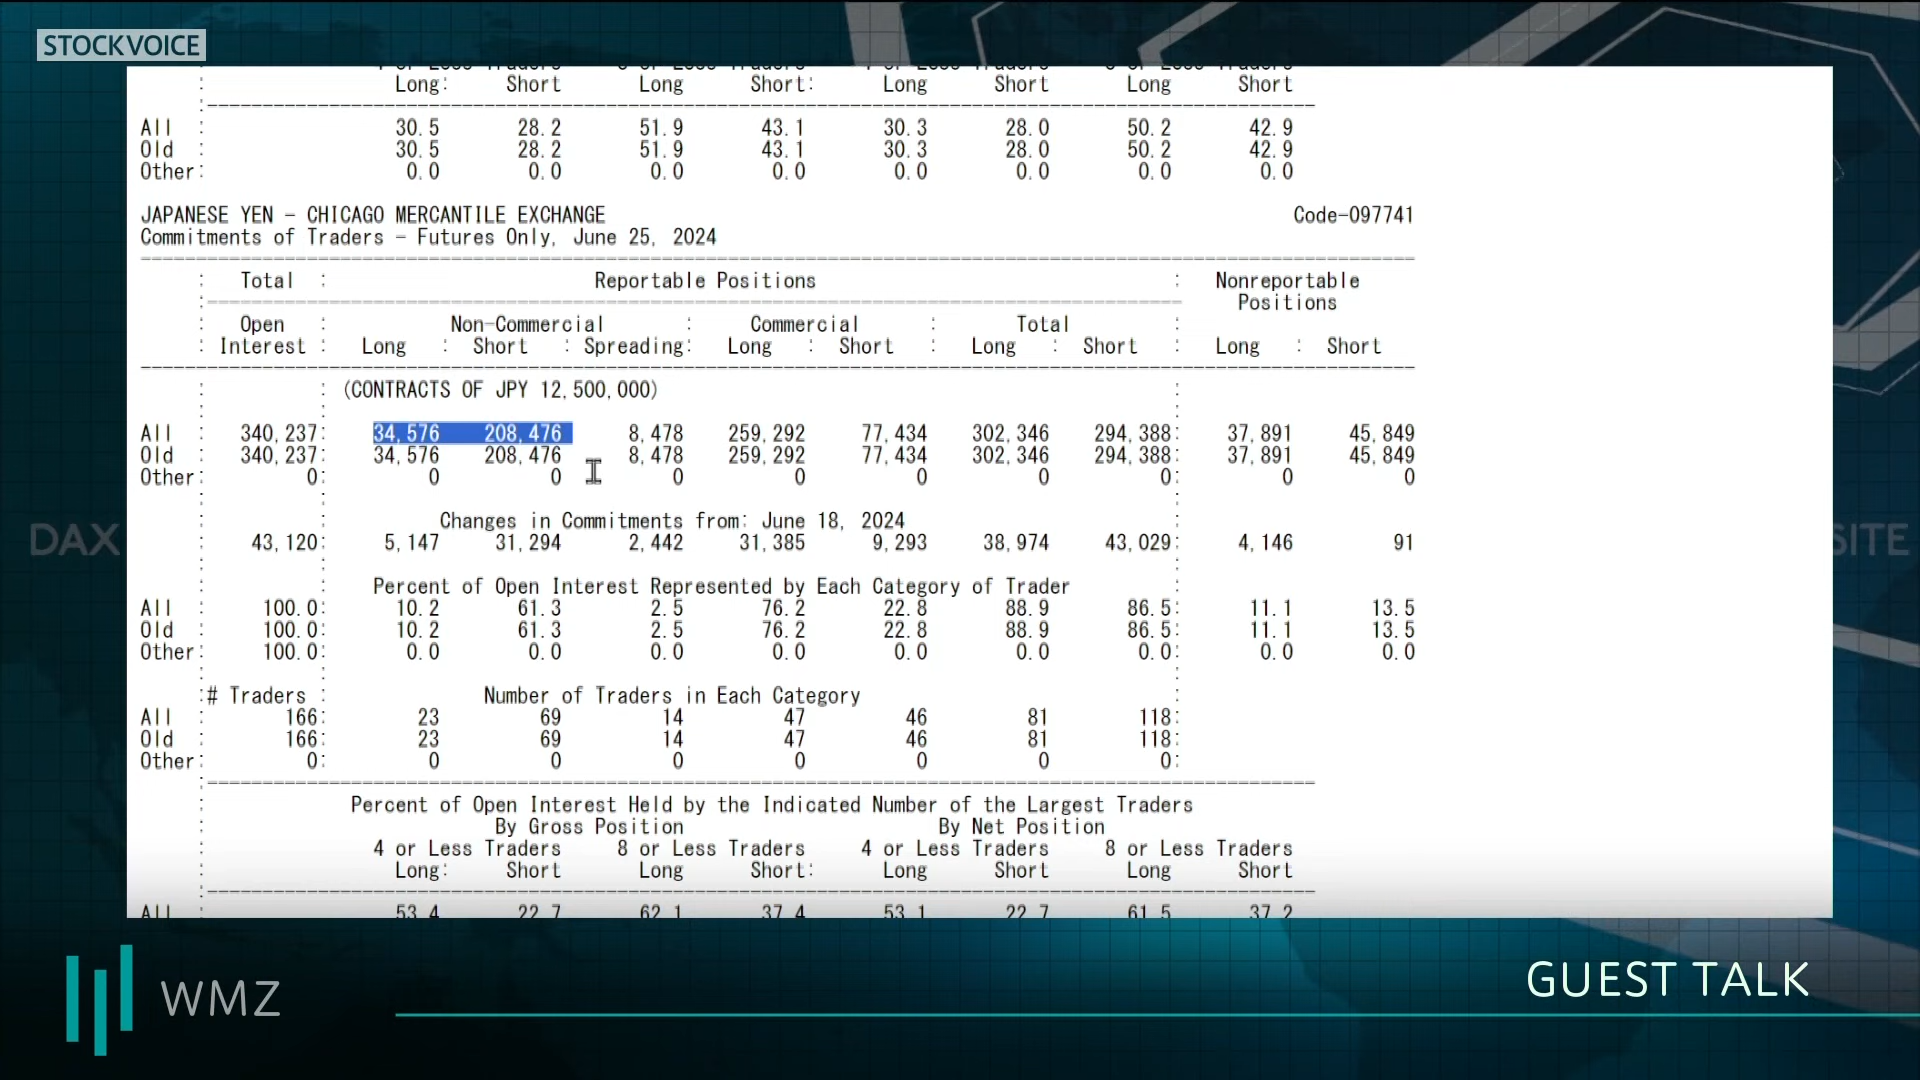 STOCKVOICE
Long: Short Long Short: Long Short Long Short
All : 30.5 28.2 51.9 43.1 30.3 28.0 50.2 42.9
Old : 30.5 28.2 51.9 43.1 30.3 28.0 50.2 42.9
Other: 0.0 0.0 0.0 0.0 0.0 0.0 0.0 0.0
JAPANESE YEN - CHICAGO MERCANTILE EXCHANGE Code-097741
Commitments of Traders - Futures Only, June 25, 2024
: Total : Reportable Positions : Nonreportable
Positions
: Open : Non-Commercial : Commercial : Total :
: Interest : Long : Short : Spreading: Long : Short : Long : Short : Long : Short
: : (CONTRACTS OF JPY 12,500,000) :
All : 340,237: 34,576 208,476 8,478 259,292 77,434 302,346 294,388: 37,891 45,849
Old : 340,237: 34,576 208,476 8,478 259,292 77,434 302,346 294,388: 37,891 45,849
Other: 0: 0 0 0 0 0 0 0: 0 0
: : Changes in Commitments from: June 18, 2024 :
: 43,120: 5,147 31,294 2,442 31,385 9,293 38,974 43,029: 4,146 91
DAX
SITE
: : Percent of Open Interest Represented by Each Category of Trader :
All : 100.0: 10.2 61.3 2.5 76.2 22.8 88.9 86.5: 11.1 13.5
Old : 100.0: 10.2 61.3 2.5 76.2 22.8 88.9 86.5: 11.1 13.5
Other: 100.0: 0.0 0.0 0.0 0.0 0.0 0.0 0.0: 0.0 0.0
:# Traders : Number of Traders in Each Category :
All : 166: 23 69 14 47 46 81 118:
Old : 166: 23 69 14 47 46 81 118:
Other: 0: 0 0 0 0 0 0 0:
: Percent of Open Interest Held by the Indicated Number of the Largest Traders
: By Gross Position By Net Position
: 4 or Less Traders 8 or Less Traders 4 or Less Traders 8 or Less Traders
: Long: Short Long Short: Long Short Long Short
All 53.4 22.7 62.1 37.4 53.1 22.7 61.5 37.2
WMZ
GUEST TALK